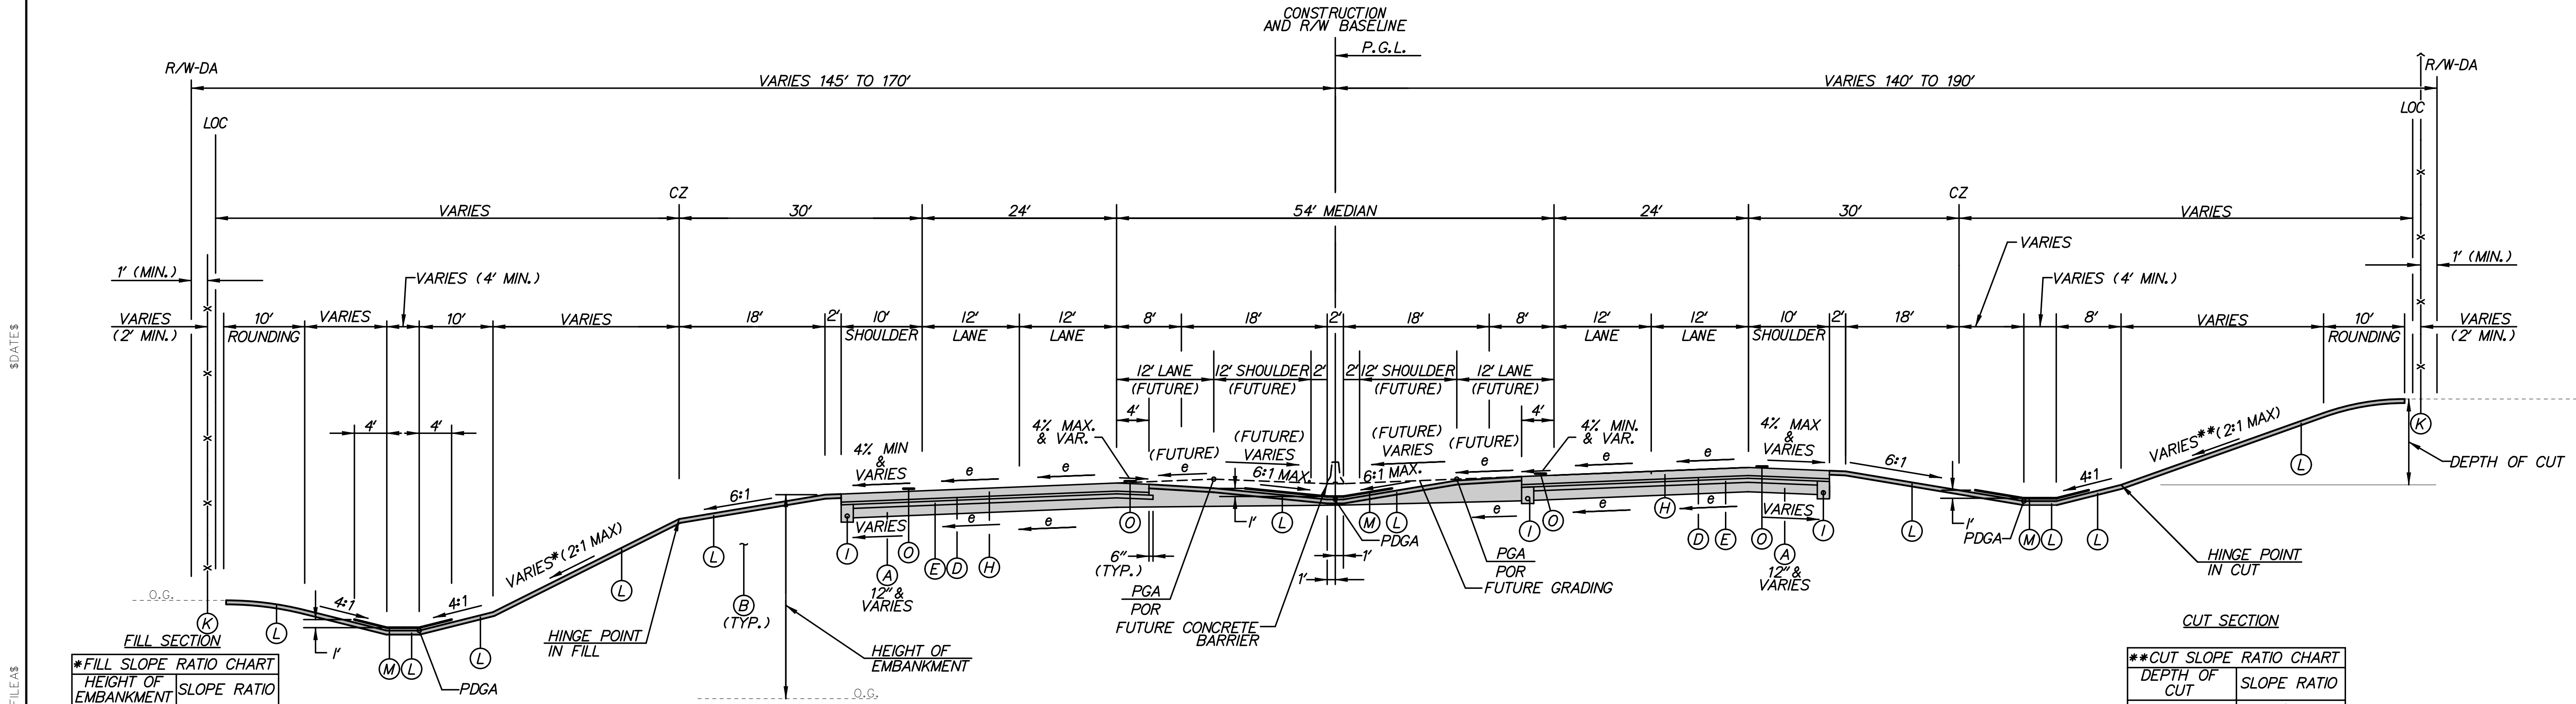 CONSTRUCTION
AND R/W BASELINE
P.G.L.
R/W-DA
VARIES 145' TO 170'
VARIES 140' TO 190'
R/W-DA
LOC
LOC
CZ
CZ
VARIES
30'
24'
54' MEDIAN
24'
30'
VARIES
1' (MIN.)
VARIES (4' MIN.)
VARIES
VARIES (4' MIN.)
1' (MIN.)
VARIES
(2' MIN.)
10'
ROUNDING
VARIES
10'
VARIES
18'
2'
10'
SHOULDER
12'
LANE
12'
LANE
8'
18'
2'
18'
8'
12'
LANE
12'
LANE
10'
SHOULDER
2'
18'
8'
VARIES
10'
ROUNDING
VARIES
(2' MIN.)
12' LANE
(FUTURE)
12' SHOULDER
(FUTURE)
2'
2'
12' SHOULDER
(FUTURE)
12' LANE
(FUTURE)
4'
4'
4'
4'
4% MIN
&
VARIES
e
e
4% MAX.
& VAR.
(FUTURE)
e
(FUTURE)
VARIES
6:1 MAX.
(FUTURE)
VARIES
6:1 MAX.
(FUTURE)
e
4% MIN.
& VAR.
e
e
4% MAX
&
VARIES
6:1
VARIES**(2:1 MAX)
4:1
K
L
DEPTH OF CUT
6:1
VARIES*(2:1 MAX)
4:1
4:1
O.G.
K
L
1'
M
L
L
PDGA
L
L
B
(TYP.)
HINGE POINT
IN FILL
HEIGHT OF
EMBANKMENT
O.G.
I
VARIES
A
12" &
VARIES
O
E
D
H
e
e
O
6"
(TYP.)
1'
L
PGA
POR
FUTURE CONCRETE
BARRIER
1'
1'
M
L
PDGA
FUTURE GRADING
e
PGA
POR
I
O
H
D
E
e
O
VARIES
A
12" &
VARIES
I
L
1'
PDGA
M
L
L
HINGE POINT
IN CUT
FILL SECTION
*FILL SLOPE RATIO CHART
HEIGHT OF
EMBANKMENT
SLOPE RATIO
CUT SECTION
**CUT SLOPE RATIO CHART
DEPTH OF
CUT
SLOPE RATIO
$DATE$
FILEA$